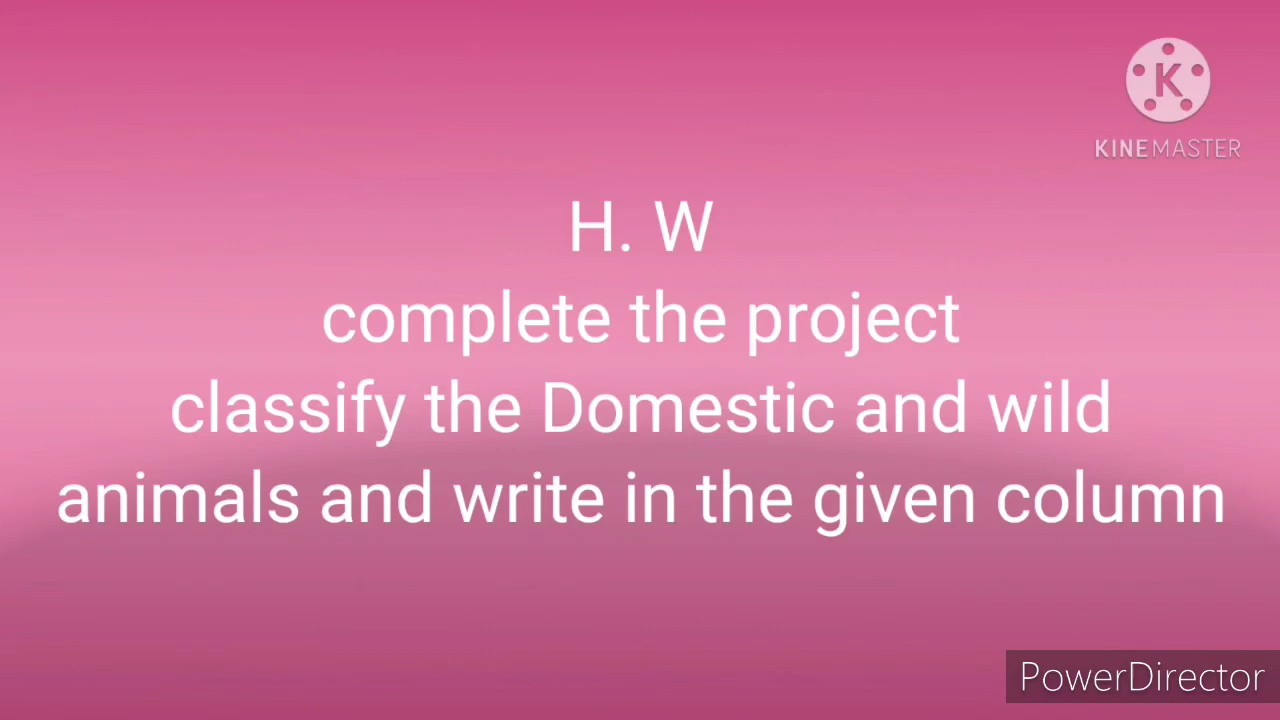 K
KINEMASTER
H. W
complete the project
classify the Domestic and wild
animals and write in the given column
PowerDirector